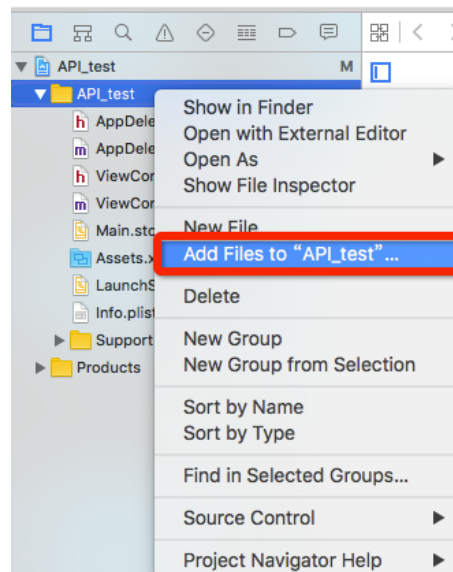 API_test M
API_test
h AppDele
m AppDele
h ViewCor
m ViewCor
Main.sto
Assets.x
LaunchS
Info.plist
Support
Products
Show in Finder
Open with External Editor
Open As
Show File Inspector
New File
Add Files to “API_test”...
Delete
New Group
New Group from Selection
Sort by Name
Sort by Type
Find in Selected Groups...
Source Control
Project Navigator Help